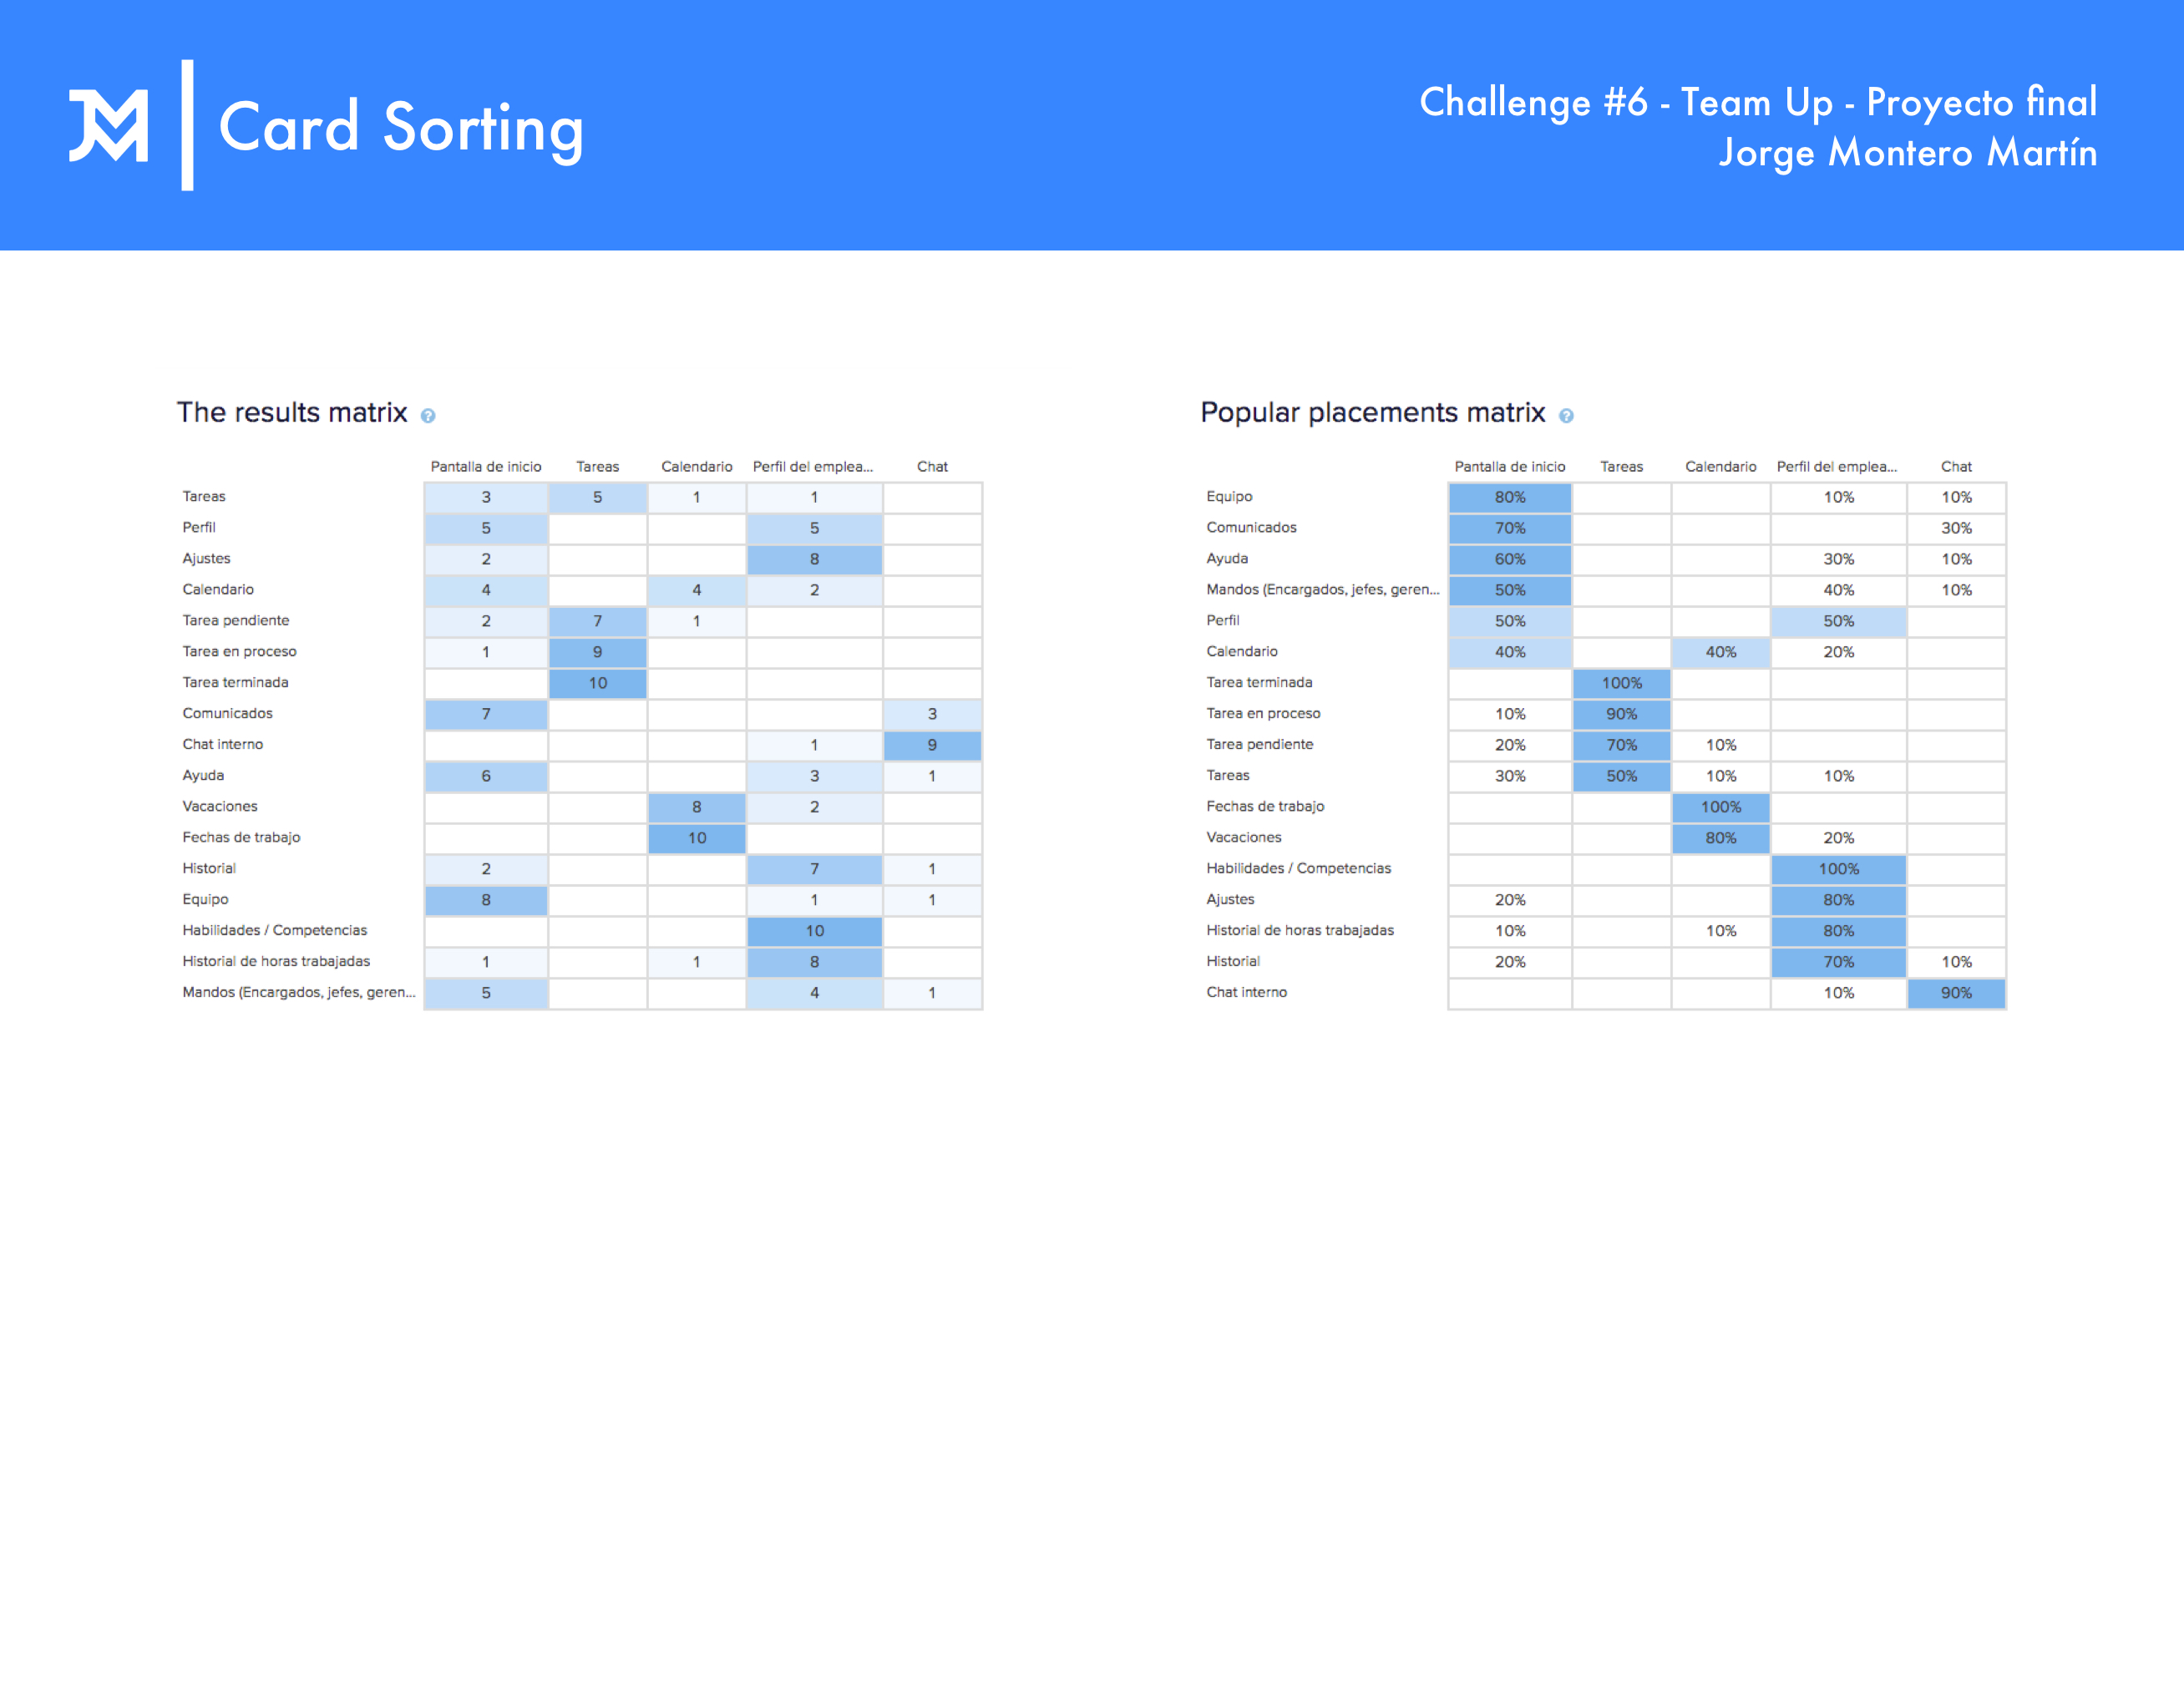 JM
Card Sorting
Challenge #6 - Team Up - Proyecto final
Jorge Montero Martín
The results matrix ?
Pantalla de inicio Tareas Calendario Perfil del emplea... Chat
Tareas 3 5 1 1
Perfil 5 5
Ajustes 2 8
Calendario 4 4 2
Tarea pendiente 2 7 1
Tarea en proceso 1 9
Tarea terminada 10
Comunicados 7 3
Chat interno 1 9
Ayuda 6 3 1
Vacaciones 8 2
Fechas de trabajo 10
Historial 2 7 1
Equipo 8 1 1
Habilidades / Competencias 10
Historial de horas trabajadas 1 1 8
Mandos (Encargados, jefes, geren... 5 4 1
Popular placements matrix ?
Pantalla de inicio Tareas Calendario Perfil del emplea... Chat
Equipo 80% 10% 10%
Comunicados 70% 30%
Ayuda 60% 30% 10%
Mandos (Encargados, jefes, geren... 50% 40% 10%
Perfil 50% 50%
Calendario 40% 40% 20%
Tarea terminada 100%
Tarea en proceso 10% 90%
Tarea pendiente 20% 70% 10%
Tareas 30% 50% 10% 10%
Fechas de trabajo 100%
Vacaciones 80% 20%
Habilidades / Competencias 100%
Ajustes 20% 80%
Historial de horas trabajadas 10% 10% 80%
Historial 20% 70% 10%
Chat interno 10% 90%